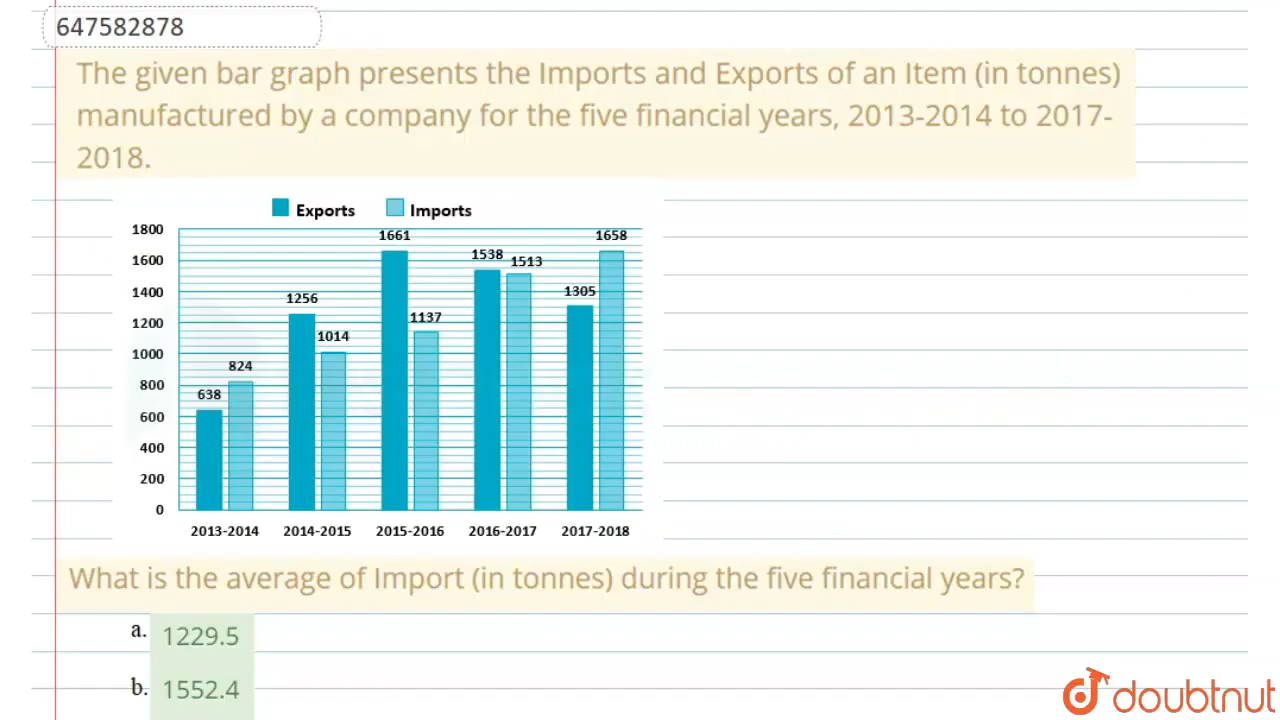 647582878
The given bar graph presents the Imports and Exports of an Item (in tonnes)
manufactured by a company for the five financial years, 2013-2014 to 2017-
2018.
Exports Imports
1800
1600
1400
1200
1000
800
600
400
200
0
638
824
1256
1014
1661
1137
1538
1513
1305
1658
2013-2014 2014-2015 2015-2016 2016-2017 2017-2018
What is the average of Import (in tonnes) during the five financial years?
a. 1229.5
b. 1552.4
doubtnut